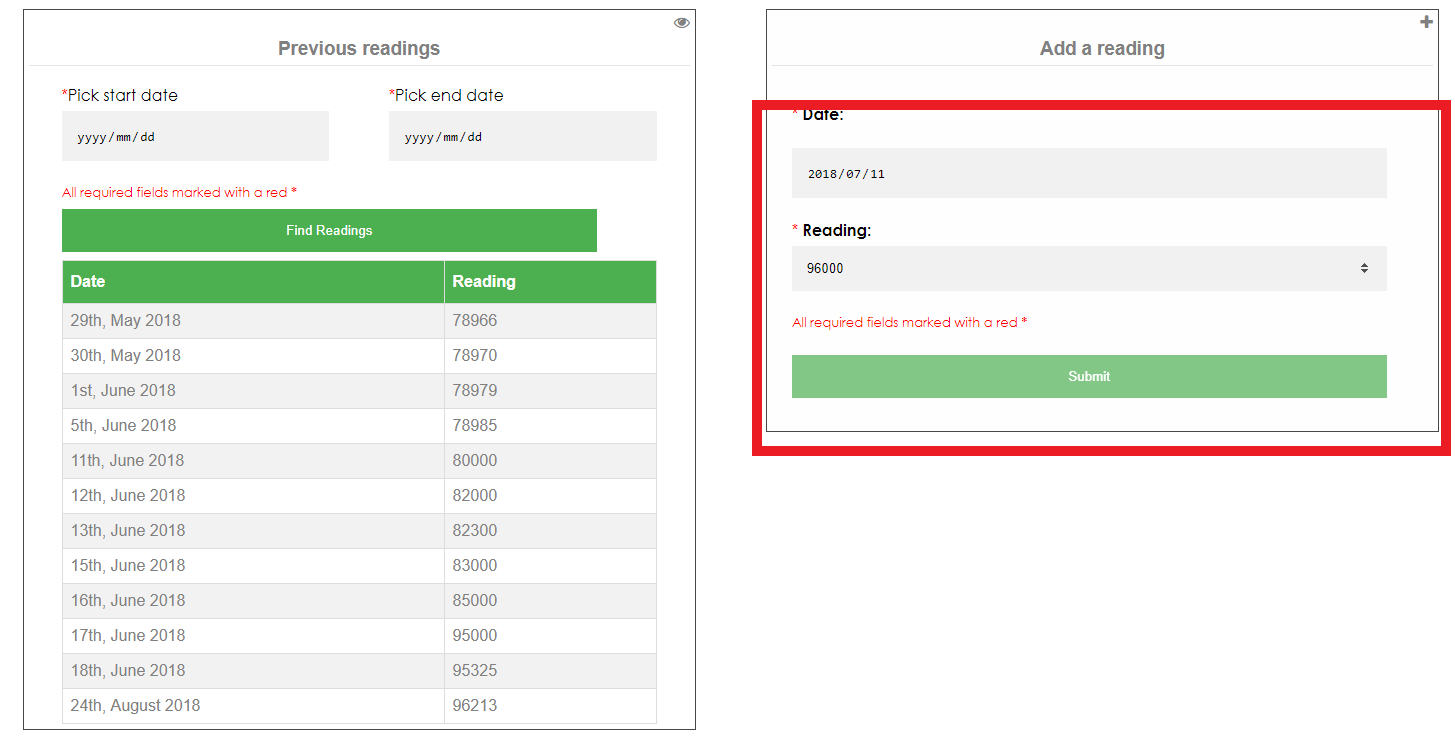 Previous readings
*Pick start date *Pick end date
yyyy/mm/dd yyyy/mm/dd
All required fields marked with a red *
Find Readings
Date Reading
29th, May 2018 78966
30th, May 2018 78970
1st, June 2018 78979
5th, June 2018 78985
11th, June 2018 80000
12th, June 2018 82000
13th, June 2018 82300
15th, June 2018 83000
16th, June 2018 85000
17th, June 2018 95000
18th, June 2018 95325
24th, August 2018 96213
Add a reading
* Date:
2018/07/11
* Reading:
96000
All required fields marked with a red *
Submit